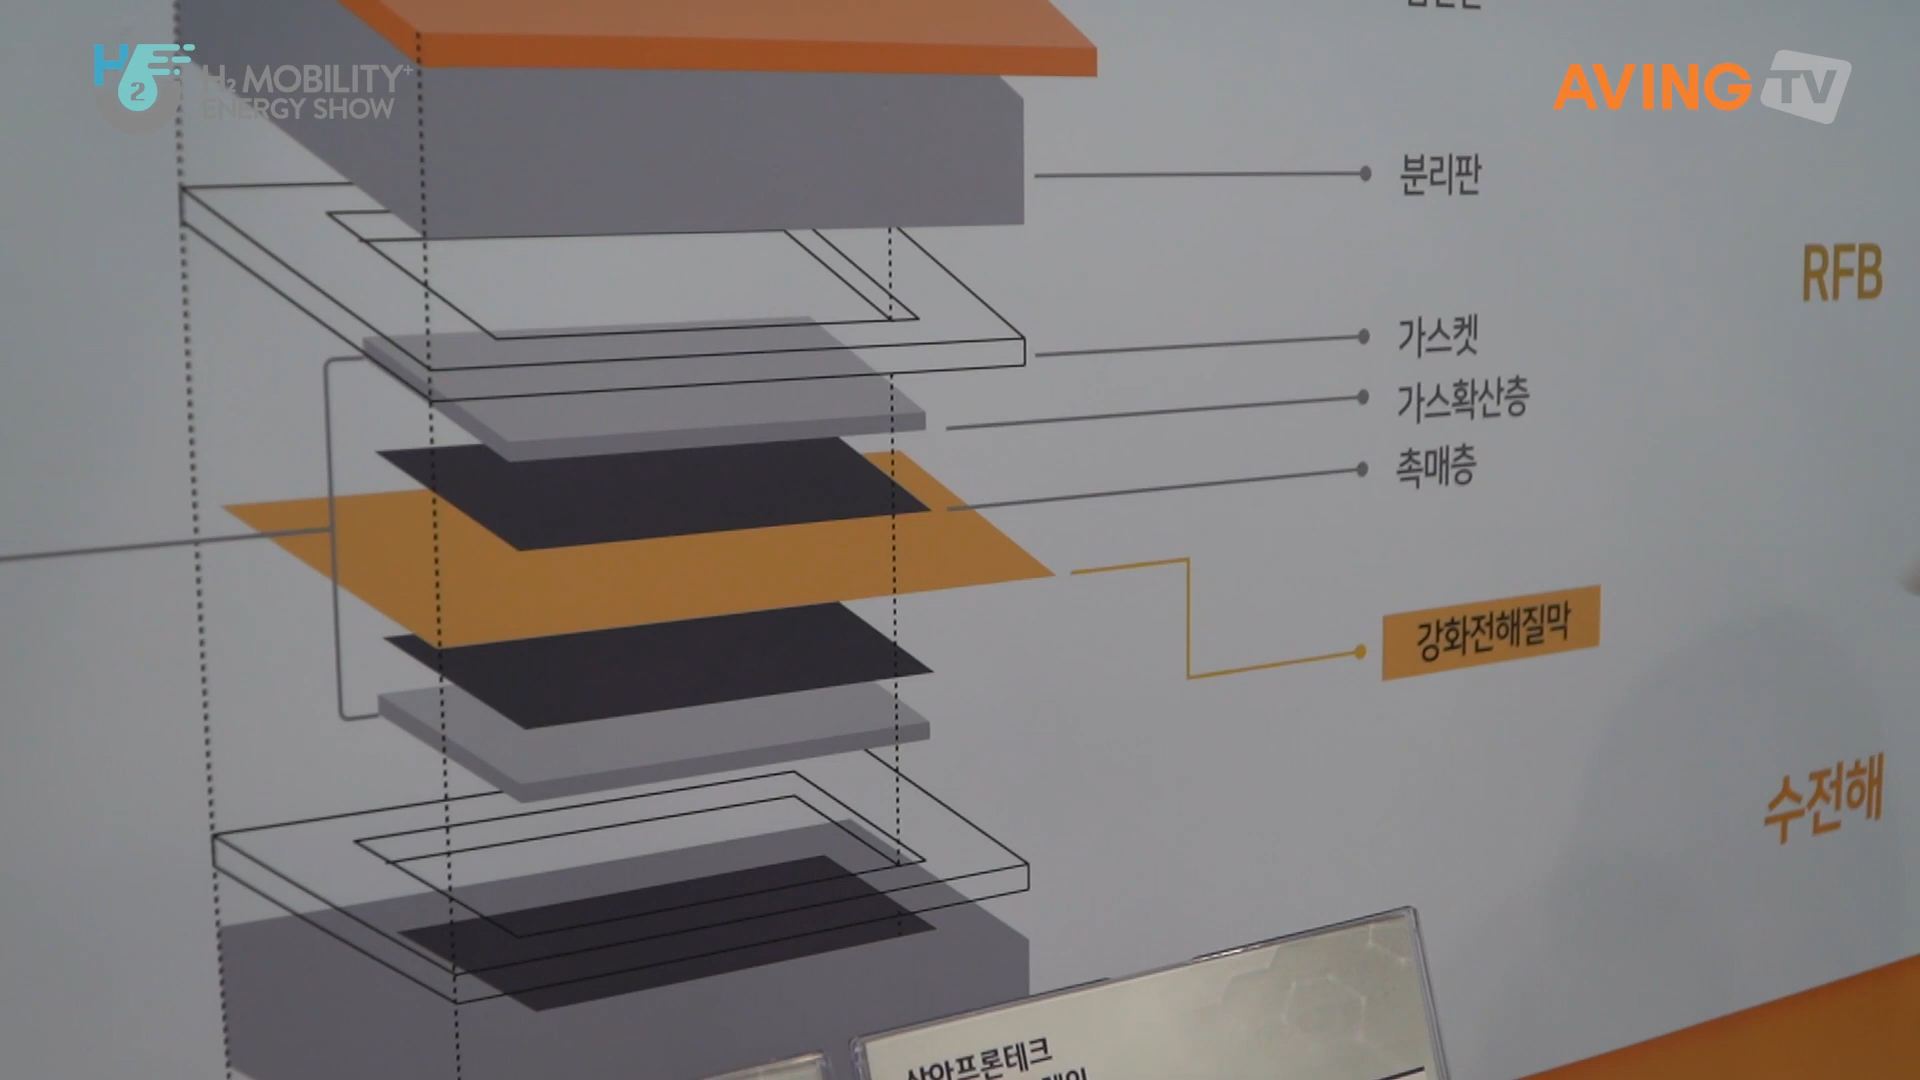 H₂ MOBILITY+
ENERGY SHOW
AVING TV
분리판
RFB
가스켓
가스확산층
촉매층
강화전해질막
수전해
상아프론테크